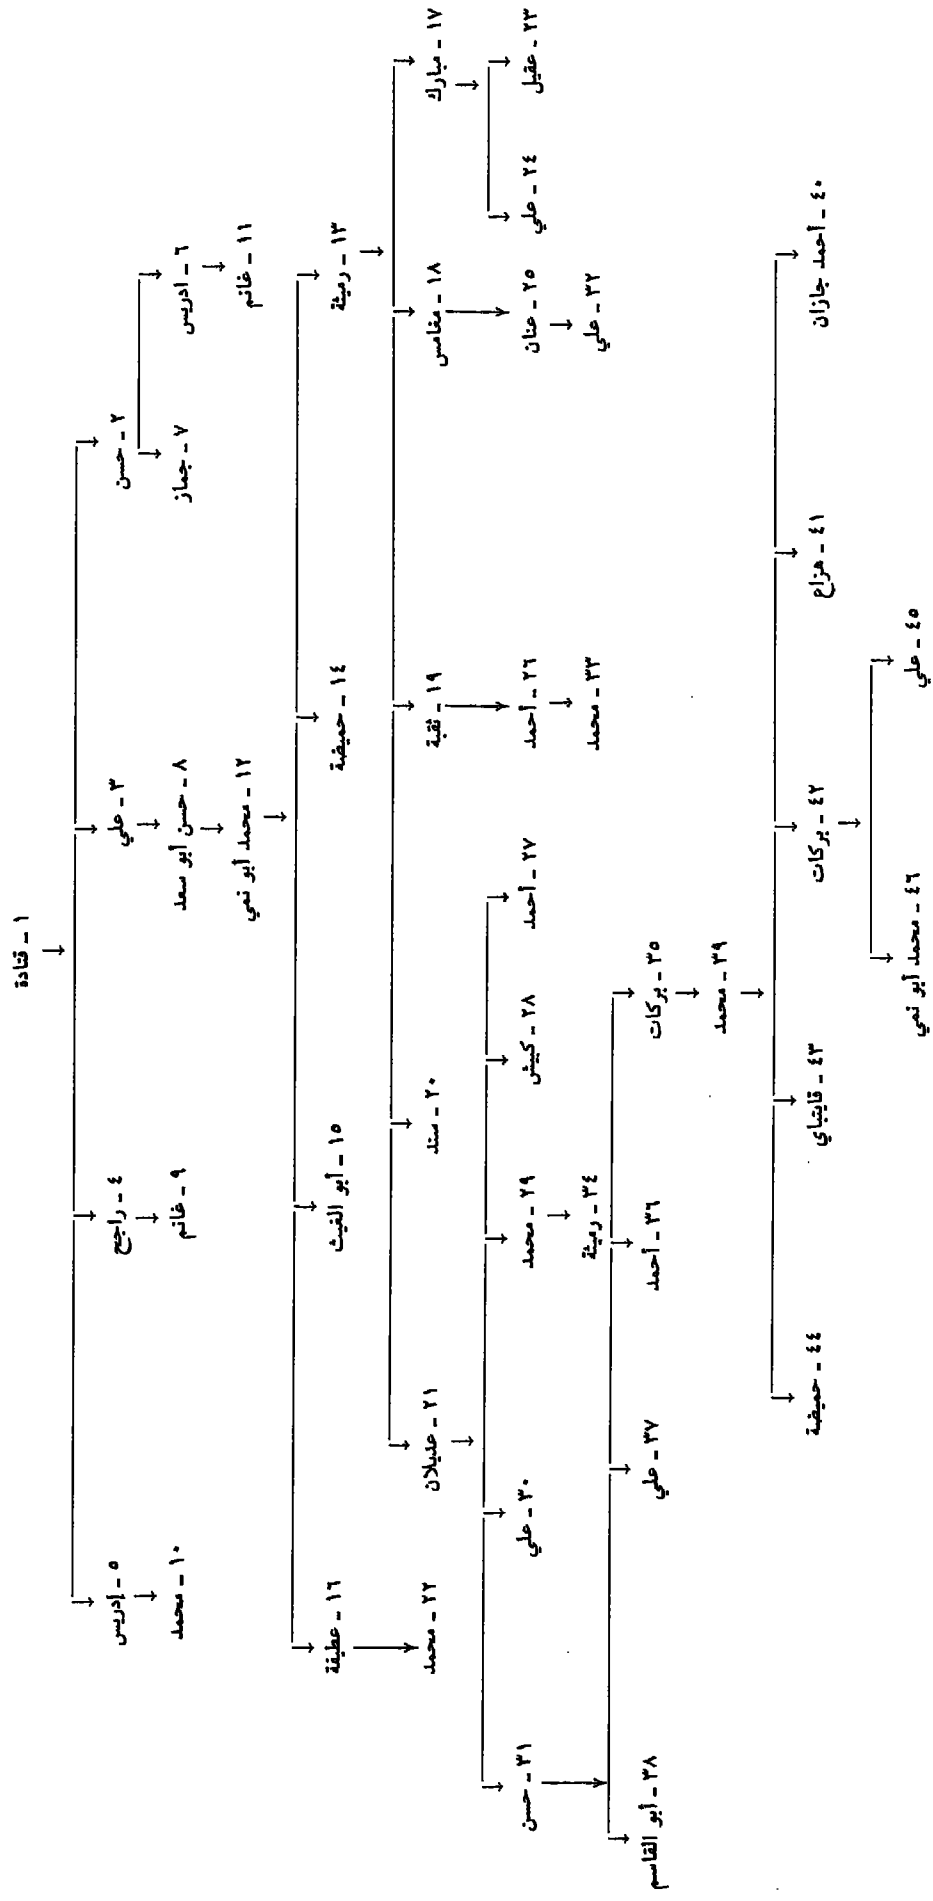 ١ - قتادة
٢ - حسن
٣ - علي
٤ - راجح
٥ - إدريس
٦ - ادريس
٧ - جماز
٨ - حسن أبو سعد
٩ - غانم
١٠ - محمد
١١ - غانم
١٢ - محمد أبو نمي
١٣ - رميثة
١٤ - حميضة
١٥ - أبو الغيث
١٦ - عطيفة
١٧ - مبارك
١٨ - مغامس
١٩ - ثقبة
٢٠ - سند
٢١ - عجلان
٢٢ - محمد
٢٣ - عقيل
٢٤ - علي
٢٥ - عنان
٢٦ - أحمد
٢٧ - أحمد
٢٨ - كبيش
٢٩ - محمد
٣٠ - علي
٣١ - حسن
٣٢ - علي
٣٣ - محمد
٣٤ - رميثة
٣٥ - بركات
٣٦ - أحمد
٣٧ - علي
٣٨ - أبو القاسم
٣٩ - محمد
٤٠ - أحمد جازان
٤١ - هزاع
٤٢ - بركات
٤٣ - قايتباي
٤٤ - حميضة
٤٥ - علي
٤٦ - محمد أبو نمي